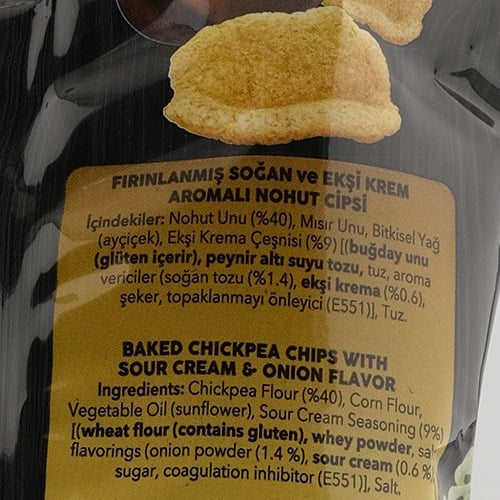 FIRINLANMIŞ SOĞAN ve EKŞİ KREM
AROMALI NOHUT CİPSİ
İçindekiler: Nohut Unu (%40), Mısır Unu, Bitkisel Yağ
(ayçiçek), Ekşi Krema Çeşnisi (%9) [(buğday unu
(glüten içerir), peynir altı suyu tozu, tuz, aroma
vericiler (soğan tozu (%1.4), ekşi krema (%0.6),
şeker, topaklanmayı önleyici (E551)], Tuz.
BAKED CHICKPEA CHIPS WITH
SOUR CREAM & ONION FLAVOR
Ingredients: Chickpea Flour (%40), Corn Flour,
Vegetable Oil (sunflower), Sour Cream Seasoning (9%)
[(wheat flour (contains gluten), whey powder, sal
flavorings (onion powder (1.4 %), sour cream (0.6 %)
sugar, coagulation inhibitor (E551)], Salt.